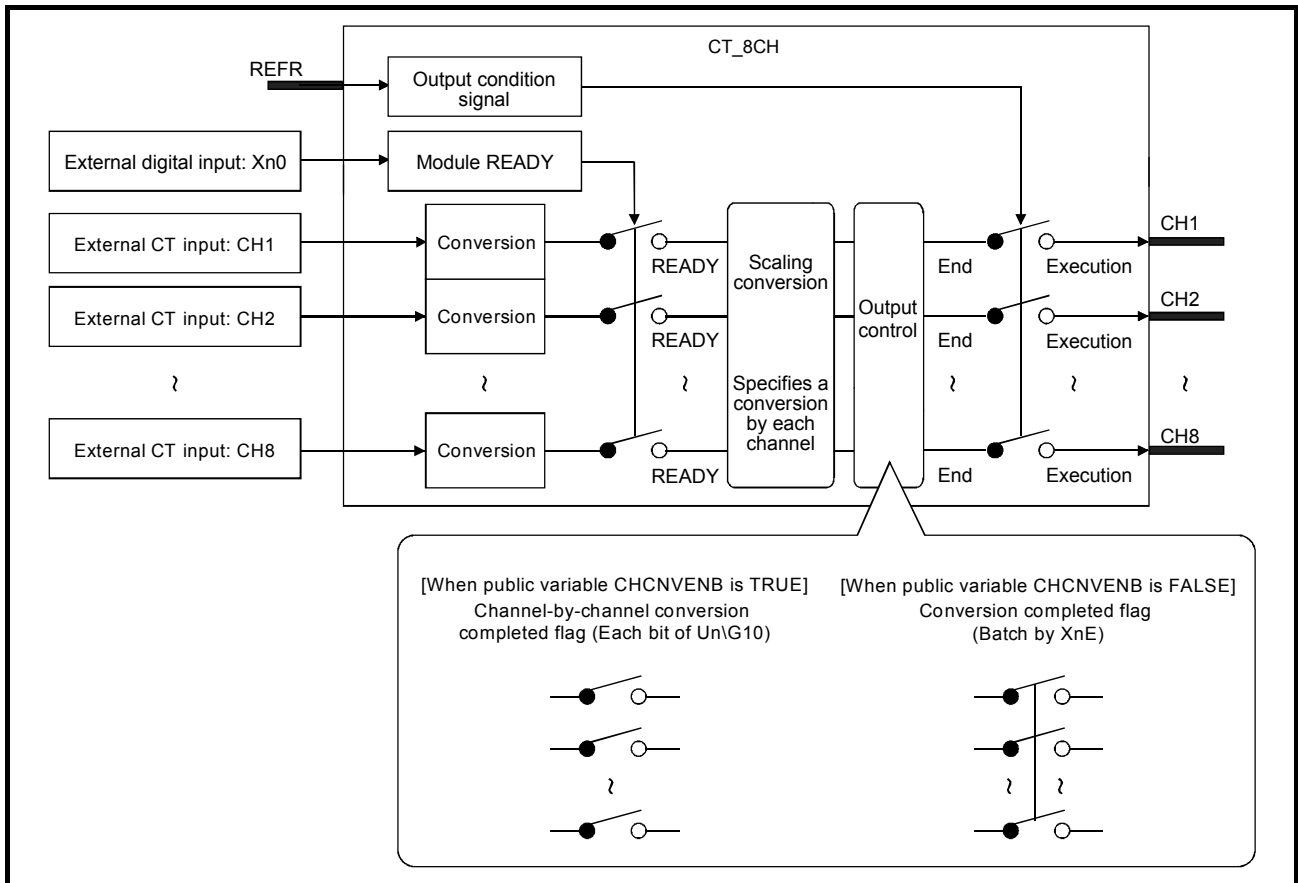 CT_8CH
REFR
Output condition
signal
External digital input: Xn0
Module READY
External CT input: CH1
Conversion
READY
Scaling
conversion
End
Execution
CH1
External CT input: CH2
Conversion
READY
Output
control
End
Execution
CH2
~
~
~
Specifies a
conversion
by each
channel
~
~
~
External CT input: CH8
Conversion
READY
End
Execution
CH8
[When public variable CHCNVENB is TRUE]
Channel-by-channel conversion
completed flag (Each bit of Un\G10)
~
[When public variable CHCNVENB is FALSE]
Conversion completed flag
(Batch by XnE)
~ ~